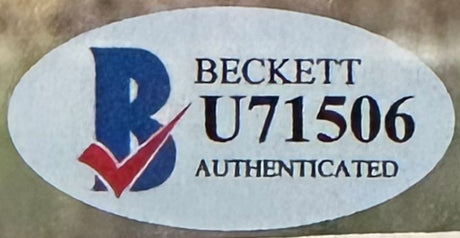 B
BECKETT
U71506
AUTHENTICATED